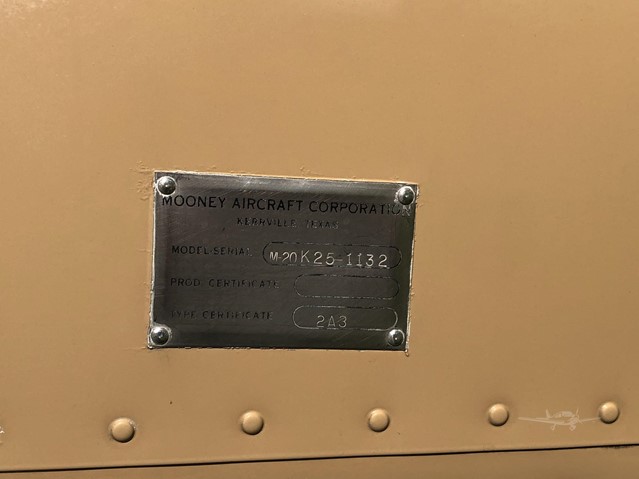 MOONEY AIRCRAFT CORPORATION
KERRVILLE, TEXAS
MODEL-SERIAL M-20K25-1132
PROD. CERTIFICATE
TYPE CERTIFICATE 2A3